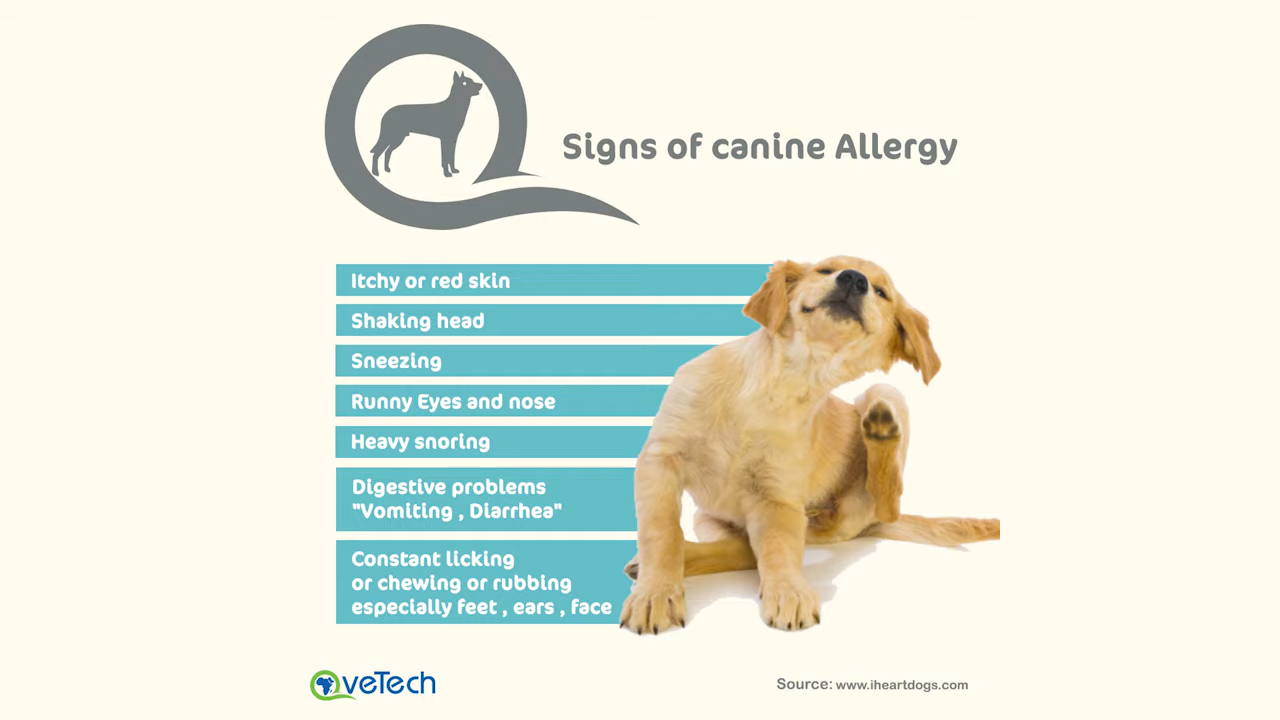 Signs of canine Allergy
Itchy or red skin
Shaking head
Sneezing
Runny Eyes and nose
Heavy snoring
Digestive problems
"Vomiting , Diarrhea"
Constant licking
or chewing or rubbing
especially feet , ears , face
QveTech
Source: www.iheartdogs.com